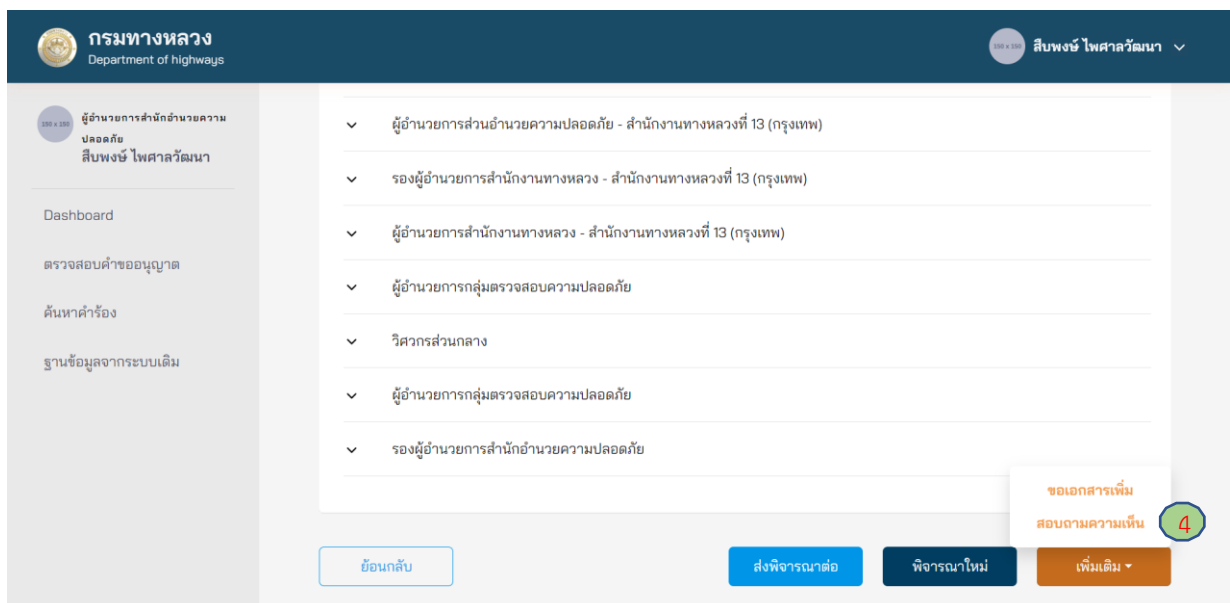 กรมทางหลวง
Department of highways
150 x 150
สืบพงษ์ ไพศาลวัฒนา
150 x 150
ผู้อำนวยการสำนักอำนวยความ
ปลอดภัย
สืบพงษ์ ไพศาลวัฒนา
Dashboard
ตรวจสอบคำขออนุญาต
ค้นหาคำร้อง
ฐานข้อมูลจากระบบเดิม
ผู้อำนวยการส่วนอำนวยความปลอดภัย - สำนักงานทางหลวงที่ 13 (กรุงเทพ)
รองผู้อำนวยการสำนักงานทางหลวง - สำนักงานทางหลวงที่ 13 (กรุงเทพ)
ผู้อำนวยการสำนักงานทางหลวง - สำนักงานทางหลวงที่ 13 (กรุงเทพ)
ผู้อำนวยการกลุ่มตรวจสอบความปลอดภัย
วิศวกรส่วนกลาง
ผู้อำนวยการกลุ่มตรวจสอบความปลอดภัย
รองผู้อำนวยการสำนักอำนวยความปลอดภัย
ขอเอกสารเพิ่ม
สอบถามความเห็น 4
ย้อนกลับ ส่งพิจารณาต่อ พิจารณาใหม่ เพิ่มเติม